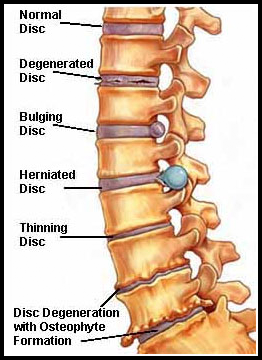 Normal
Disc
Degenerated
Disc
Bulging
Disc
Herniated
Disc
Thinning
Disc
Disc Degeneration
with Osteophyte
Formation